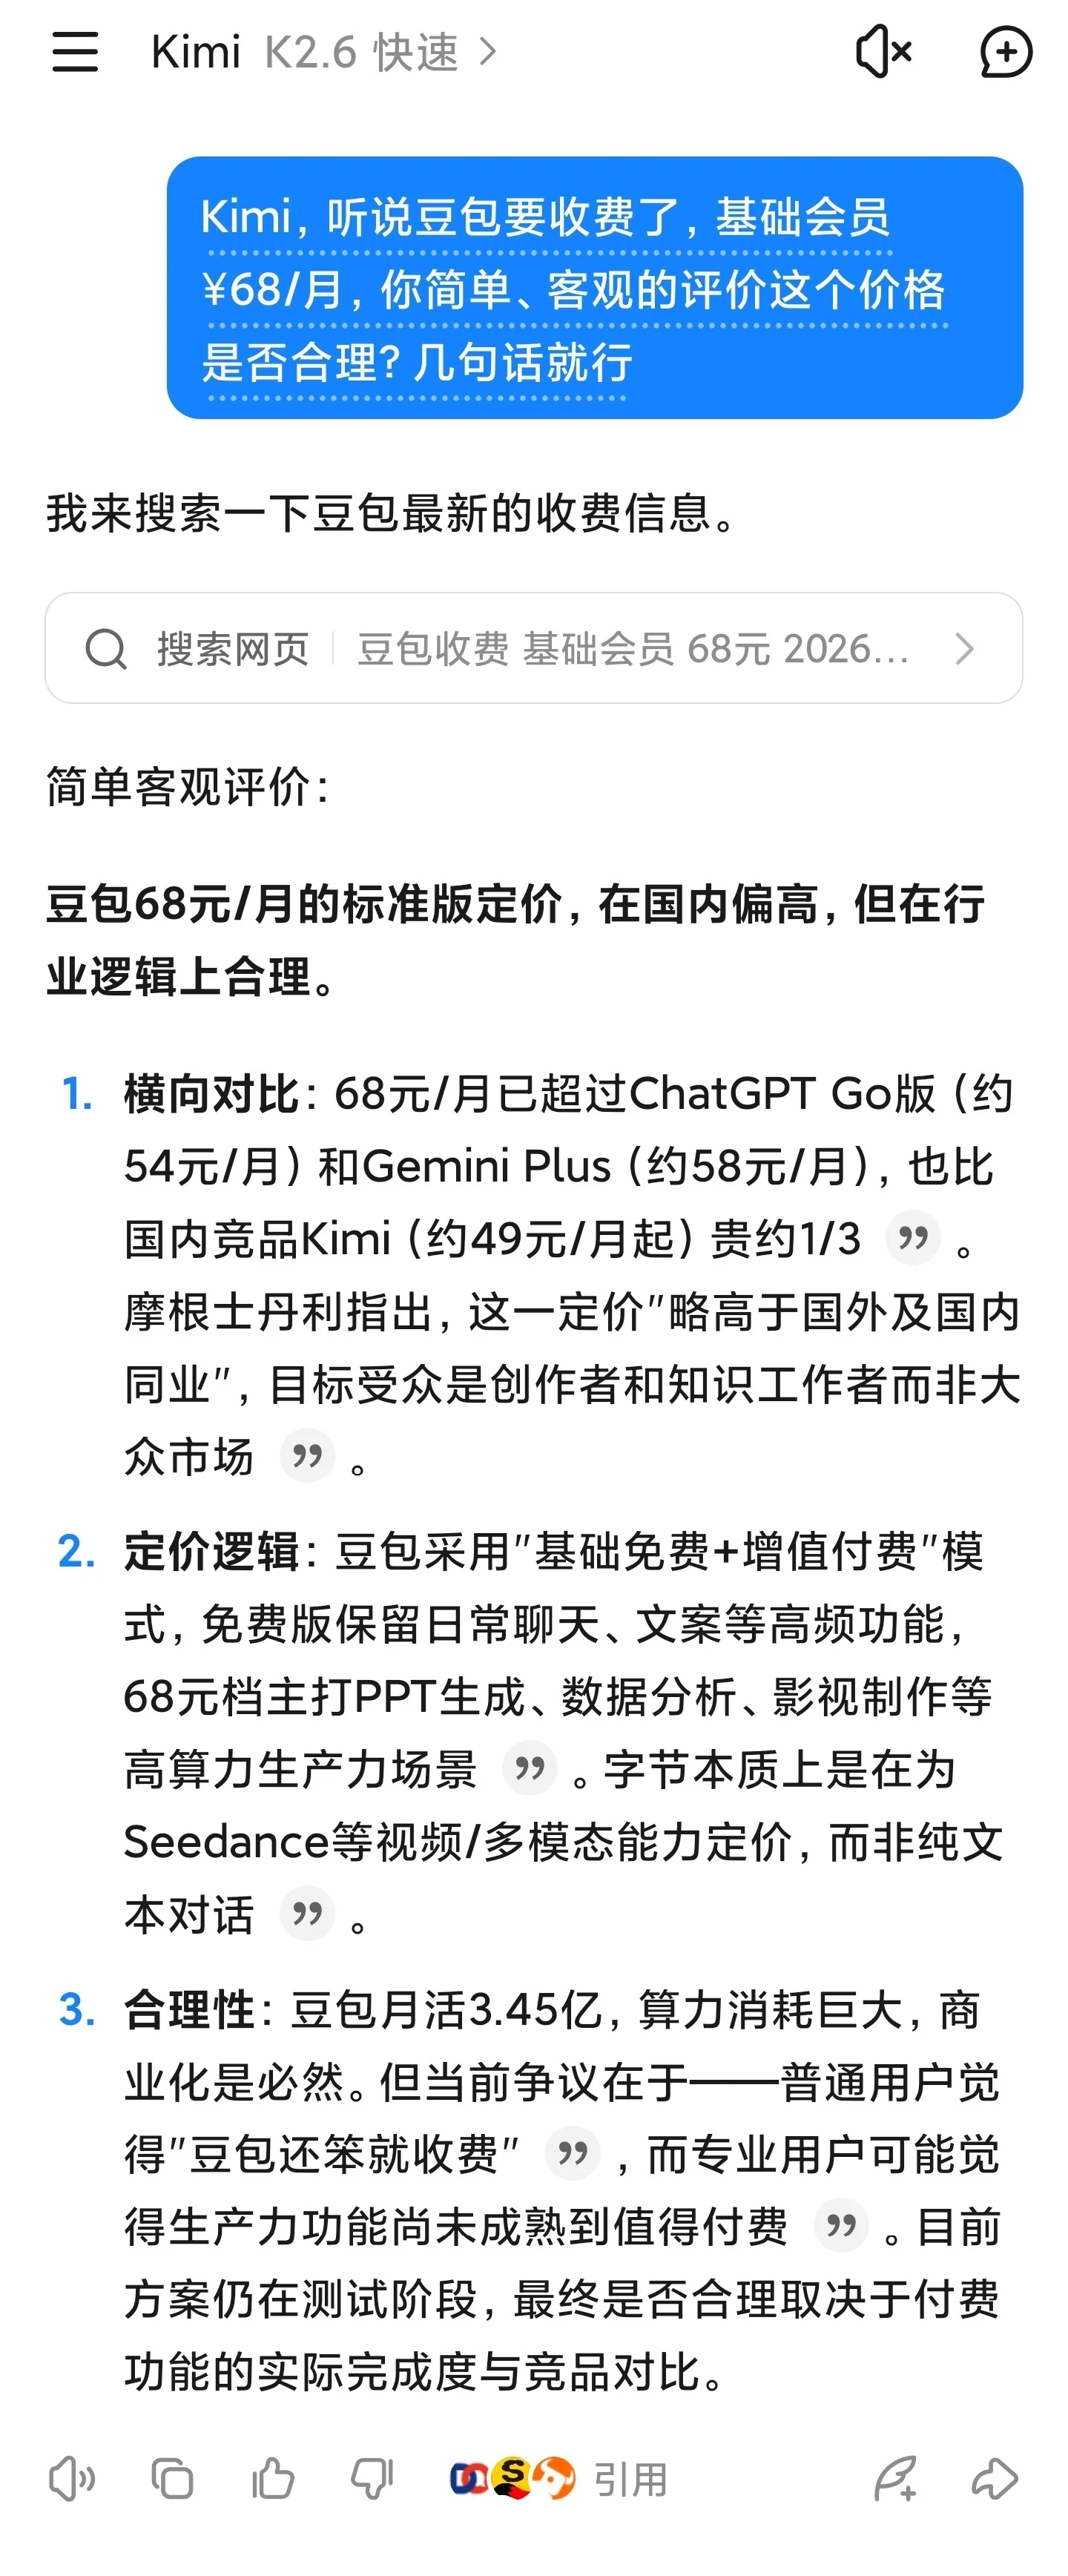 Kimi K2.6 快速
Kimi，听说豆包要收费了，基础会员
¥68/月，你简单、客观的评价这个价格
是否合理？几句话就行
我来搜索一下豆包最新的收费信息。
搜索网页 豆包收费 基础会员 68元 2026...
简单客观评价：
豆包68元/月的标准版定价，在国内偏高，但在行
业逻辑上合理。
1. 横向对比：68元/月已超过ChatGPT Go版（约
54元/月）和Gemini Plus（约58元/月），也比
国内竞品Kimi（约49元/月起）贵约1/3 。
摩根士丹利指出，这一定价"略高于国外及国内
同业"，目标受众是创作者和知识工作者而非大
众市场 。
2. 定价逻辑：豆包采用"基础免费+增值付费"模
式，免费版保留日常聊天、文案等高频功能，
68元档主打PPT生成、数据分析、影视制作等
高算力生产力场景 。字节本质上是在为
Seedance等视频/多模态能力定价，而非纯文
本对话 。
3. 合理性：豆包月活3.45亿，算力消耗巨大，商
业化是必然。但当前争议在于——普通用户觉
得"豆包还笨就收费" ，而专业用户可能觉
得生产力功能尚未成熟到值得付费 。目前
方案仍在测试阶段，最终是否合理取决于付费
功能的实际完成度与竞品对比。
引用